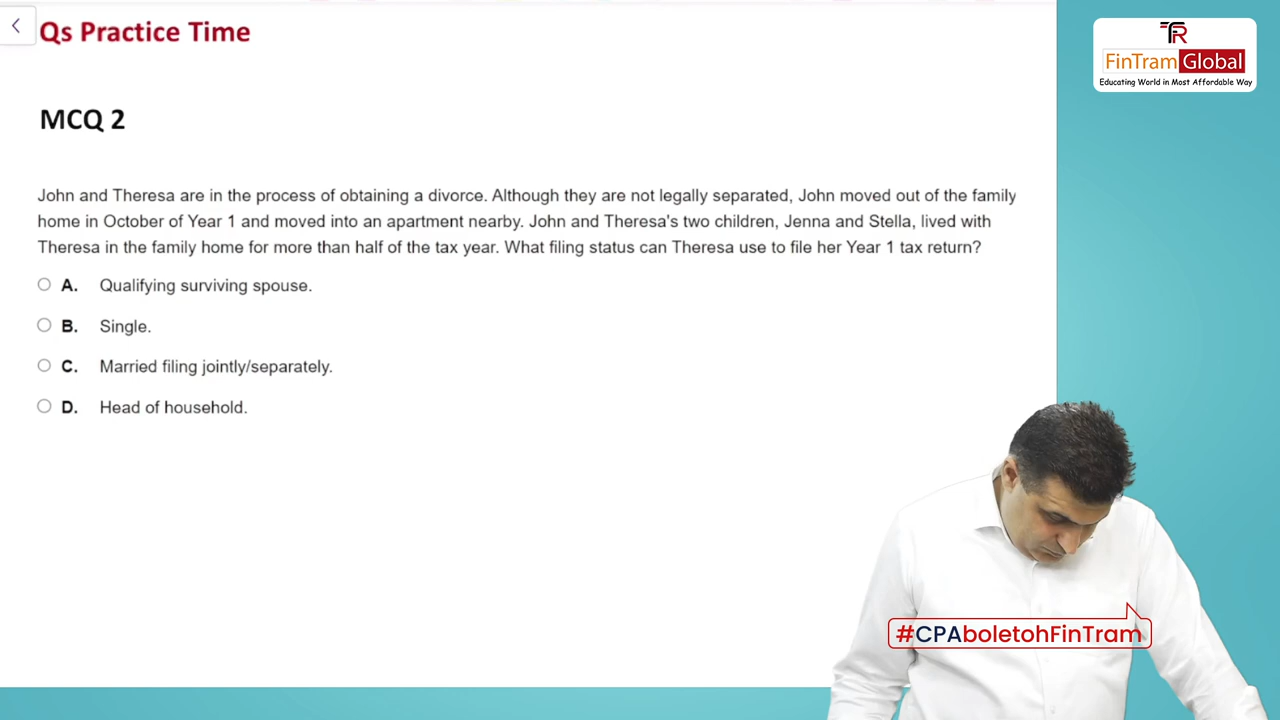 Qs Practice Time
MCQ 2
John and Theresa are in the process of obtaining a divorce. Although they are not legally separated, John moved out of the family
home in October of Year 1 and moved into an apartment nearby. John and Theresa's two children, Jenna and Stella, lived with
Theresa in the family home for more than half of the tax year. What filing status can Theresa use to file her Year 1 tax return?
A. Qualifying surviving spouse.
B. Single.
C. Married filing jointly/separately.
D. Head of household.
FinTram Global
Educating World in Most Affordable Way
#CPAboletohFinTram